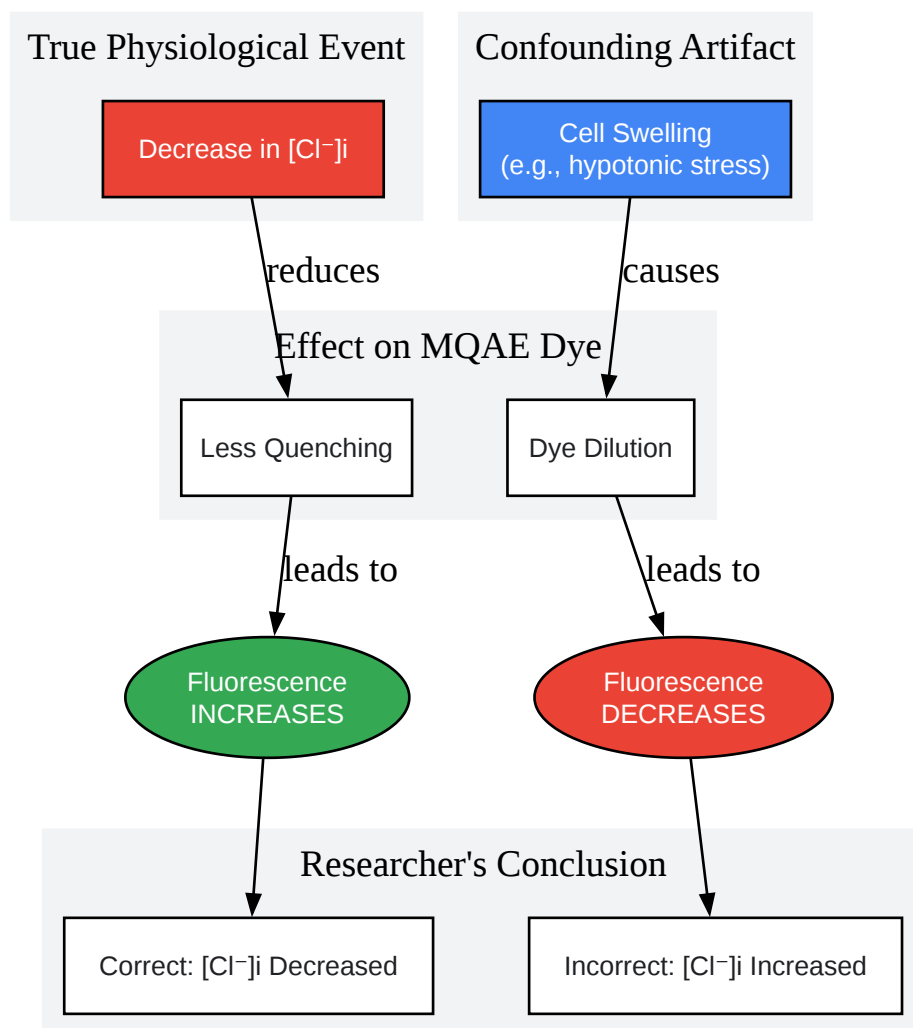 True Physiological Event
Confounding Artifact
Decrease in [Cl⁻]i
Cell Swelling
(e.g., hypotonic stress)
reduces
causes
Effect on MQAE Dye
Less Quenching
Dye Dilution
leads to
leads to
Fluorescence
INCREASES
Fluorescence
DECREASES
Researcher's Conclusion
Correct: [Cl⁻]i Decreased
Incorrect: [Cl⁻]i Increased